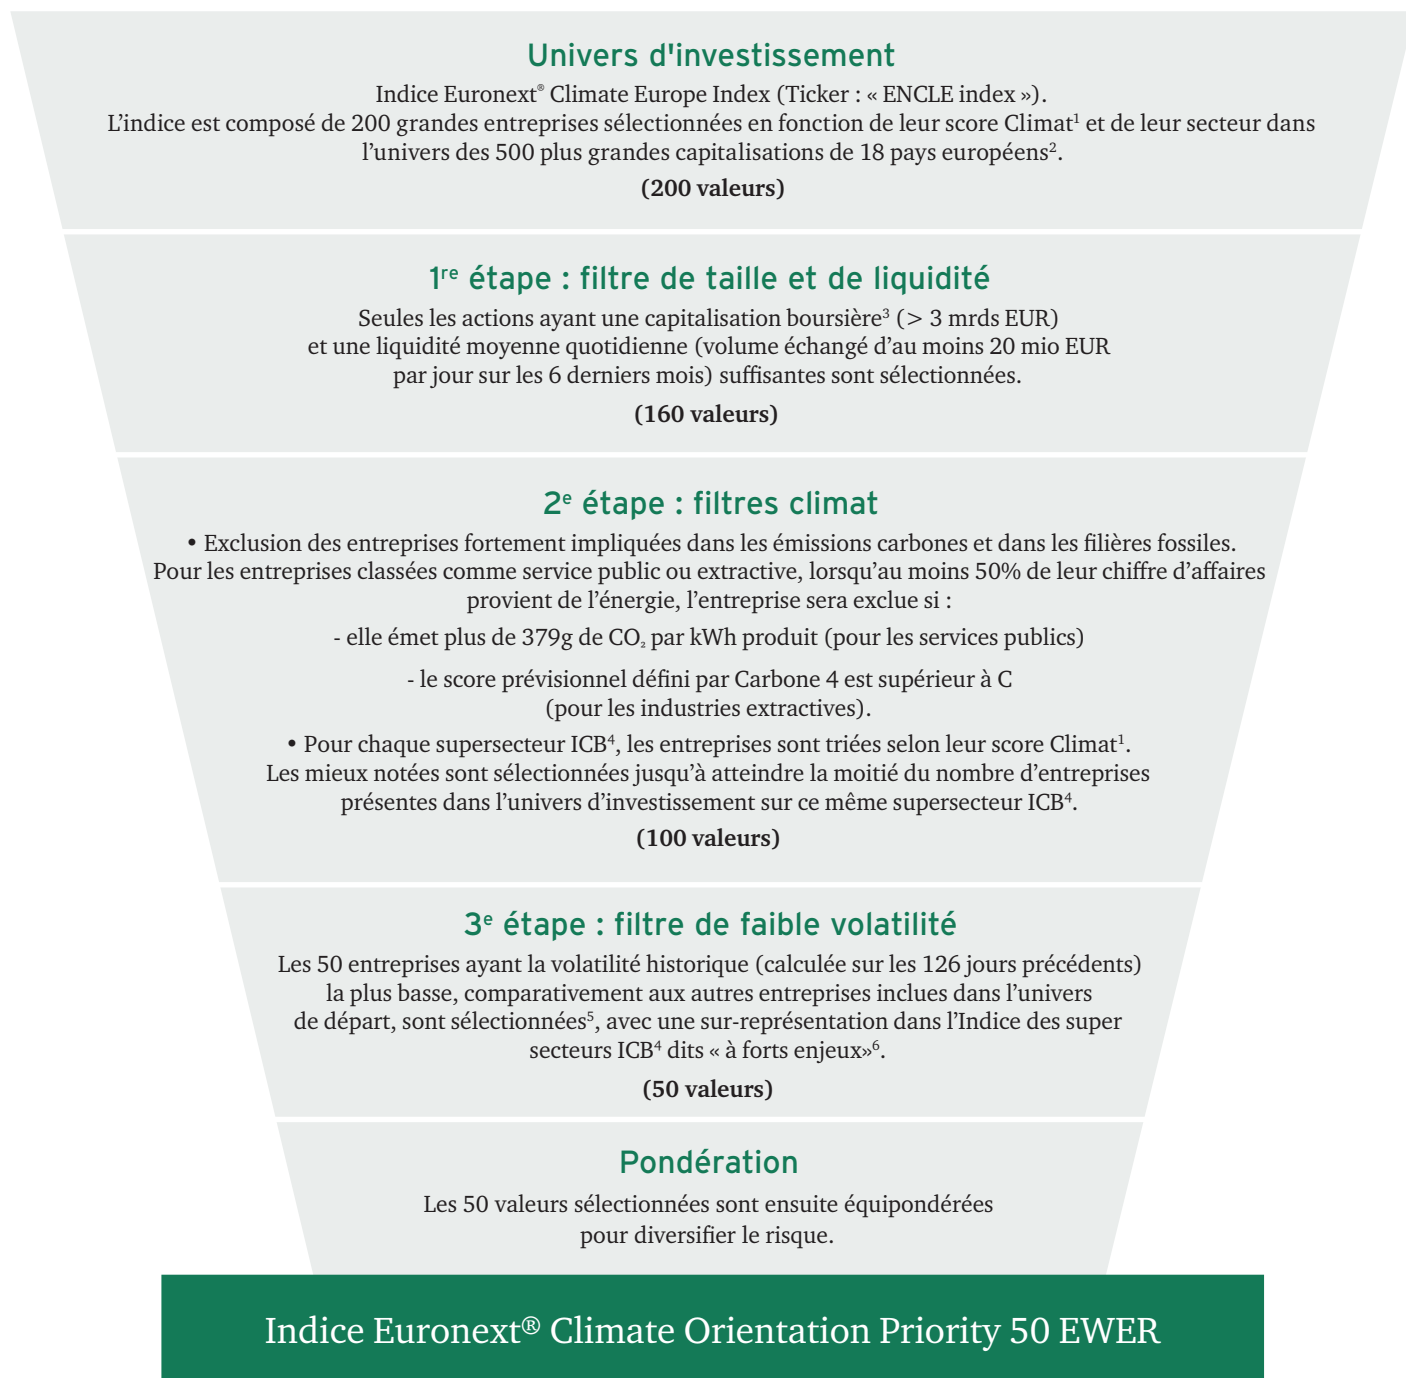 Univers d'investissement
Indice Euronext® Climate Europe Index (Ticker : « ENCLE index »).
L’indice est composé de 200 grandes entreprises sélectionnées en fonction de leur score Climat¹ et de leur secteur dans
l’univers des 500 plus grandes capitalisations de 18 pays européens².
(200 valeurs)
1re étape : filtre de taille et de liquidité
Seules les actions ayant une capitalisation boursière³ (> 3 mrds EUR)
et une liquidité moyenne quotidienne (volume échangé d’au moins 20 mio EUR
par jour sur les 6 derniers mois) suffisantes sont sélectionnées.
(160 valeurs)
2e étape : filtres climat
• Exclusion des entreprises fortement impliquées dans les émissions carbones et dans les filières fossiles.
Pour les entreprises classées comme service public ou extractive, lorsqu’au moins 50% de leur chiffre d’affaires
provient de l’énergie, l’entreprise sera exclue si :
- elle émet plus de 379g de CO₂ par kWh produit (pour les services publics)
- le score prévisionnel défini par Carbone 4 est supérieur à C
(pour les industries extractives).
• Pour chaque supersecteur ICB⁴, les entreprises sont triées selon leur score Climat¹.
Les mieux notées sont sélectionnées jusqu’à atteindre la moitié du nombre d’entreprises
présentes dans l’univers d’investissement sur ce même supersecteur ICB⁴.
(100 valeurs)
3e étape : filtre de faible volatilité
Les 50 entreprises ayant la volatilité historique (calculée sur les 126 jours précédents)
la plus basse, comparativement aux autres entreprises inclues dans l’univers
de départ, sont sélectionnées⁵, avec une sur-représentation dans l’Indice des super
secteurs ICB⁴ dits « à forts enjeux»⁶.
(50 valeurs)
Pondération
Les 50 valeurs sélectionnées sont ensuite équipondérées
pour diversifier le risque.
Indice Euronext® Climate Orientation Priority 50 EWER